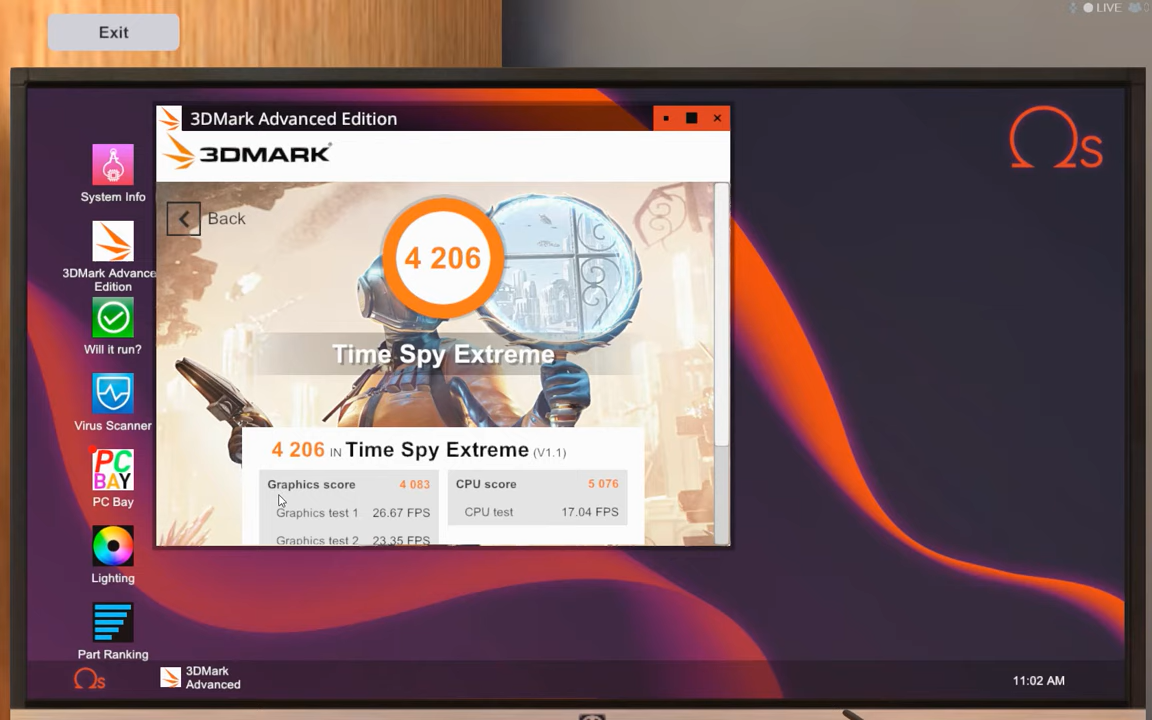 Exit
LIVE
3DMark Advanced Edition
3DMARK
Back
4 206
Time Spy Extreme
4 206 IN Time Spy Extreme (V1.1)
Graphics score 4 083
Graphics test 1 26.67 FPS
Graphics test 2 23.35 FPS
CPU score 5 076
CPU test 17.04 FPS
System Info
3DMark Advance
Edition
Will it run?
Virus Scanner
PC
BAY
PC Bay
Lighting
Part Ranking
Ωs
Ωs
3DMark
Advanced
11:02 AM